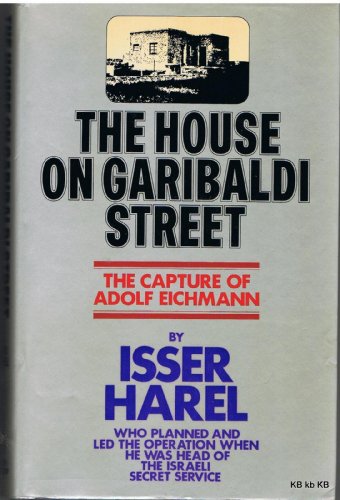 THE HOUSE
ON GARIBALDI
STREET
THE CAPTURE OF
ADOLF EICHMANN
BY
ISSER
HAREL
WHO PLANNED AND
LED THE OPERATION WHEN
HE WAS HEAD OF
THE ISRAELI
SECRET SERVICE
KB kb KB